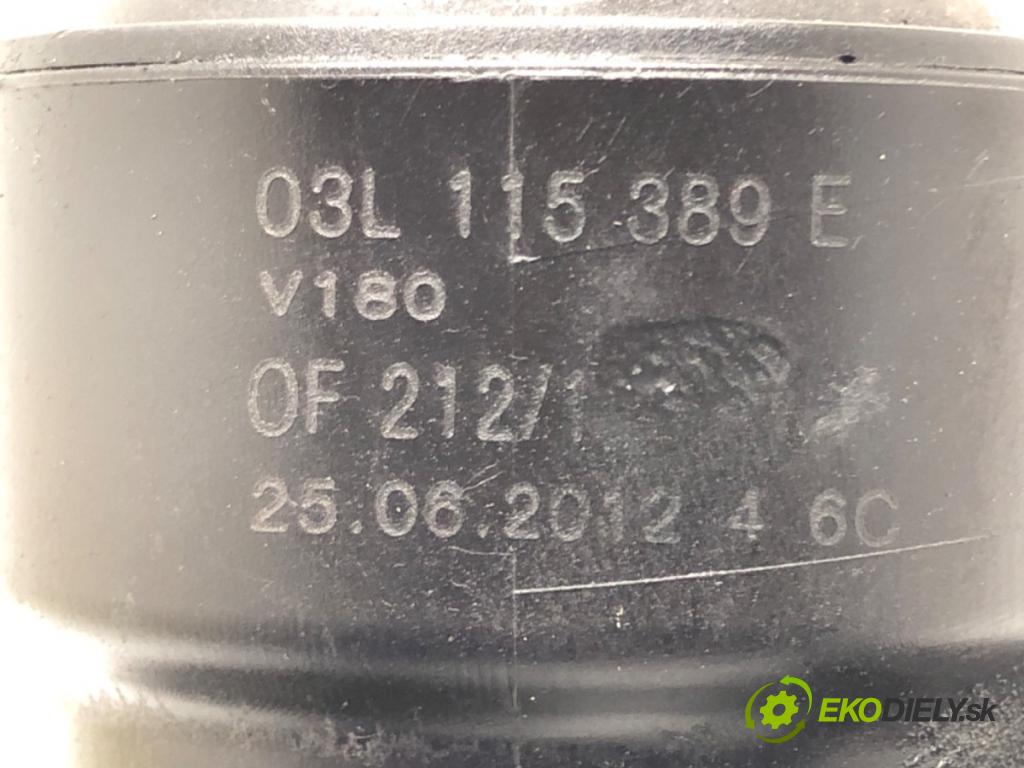 03L 115 389 E
V180
OF 212/1
25.06.2012 4 6C
EKODIELY.sk